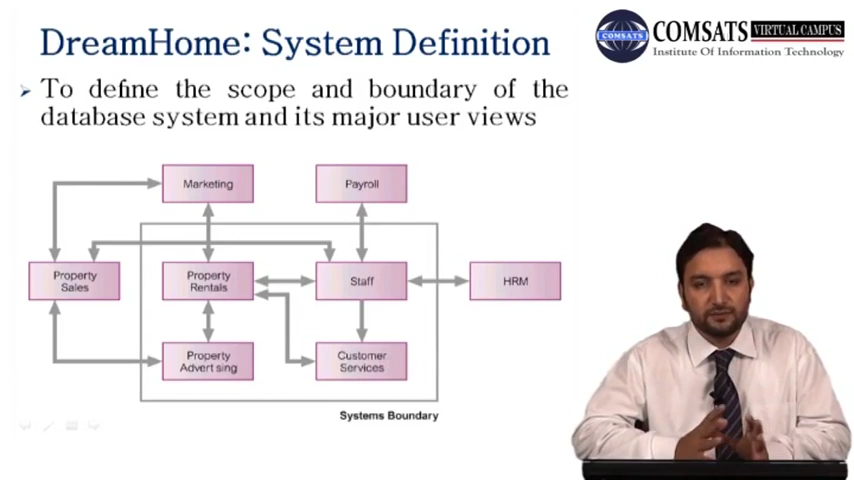 DreamHome: System Definition
COMSATS VIRTUAL CAMPUS
Institute Of Information Technology
COMSATS
➢ To define the scope and boundary of the
database system and its major user views
Marketing
Payroll
Property
Sales
Property
Rentals
Staff
HRM
Property
Advert sing
Customer
Services
Systems Boundary